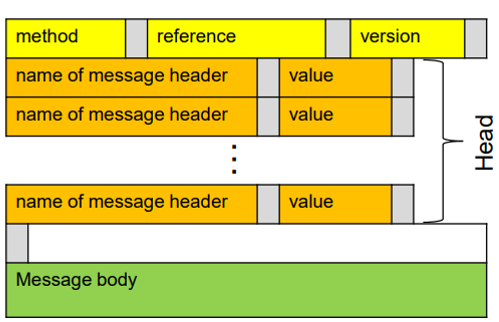 method reference version
name of message header value
name of message header value
⋮
name of message header value
Head
Message body